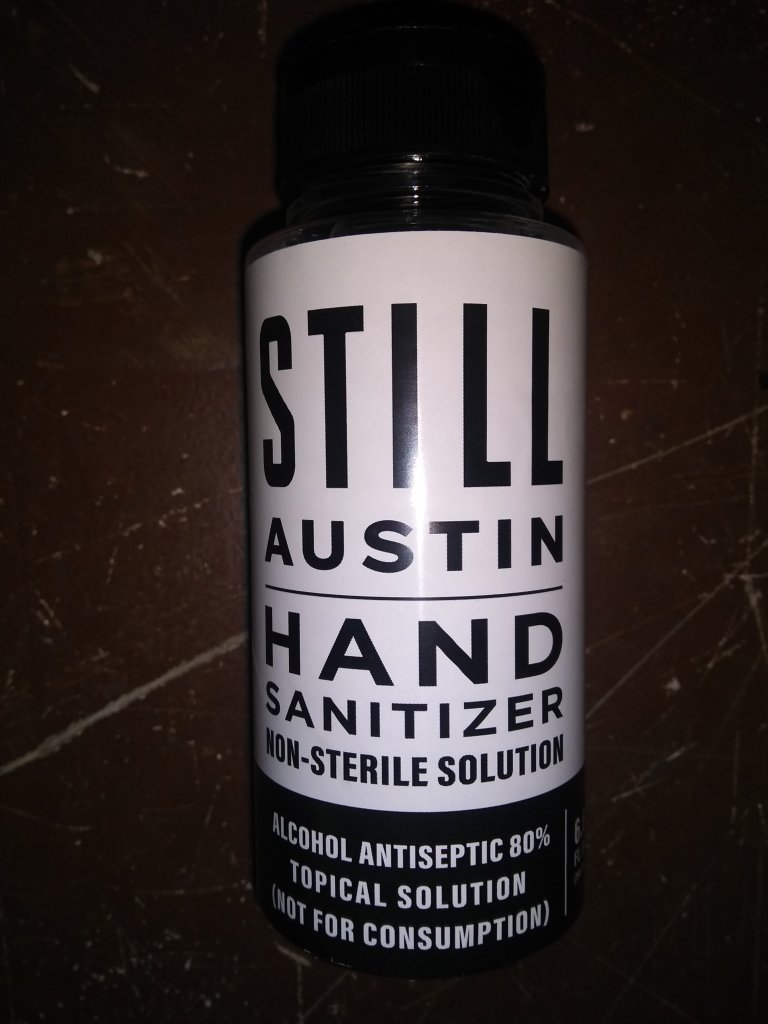 STILL
AUSTIN
HAND
SANITIZER
NON-STERILE SOLUTION
ALCOHOL ANTISEPTIC 80%
TOPICAL SOLUTION
(NOT FOR CONSUMPTION)